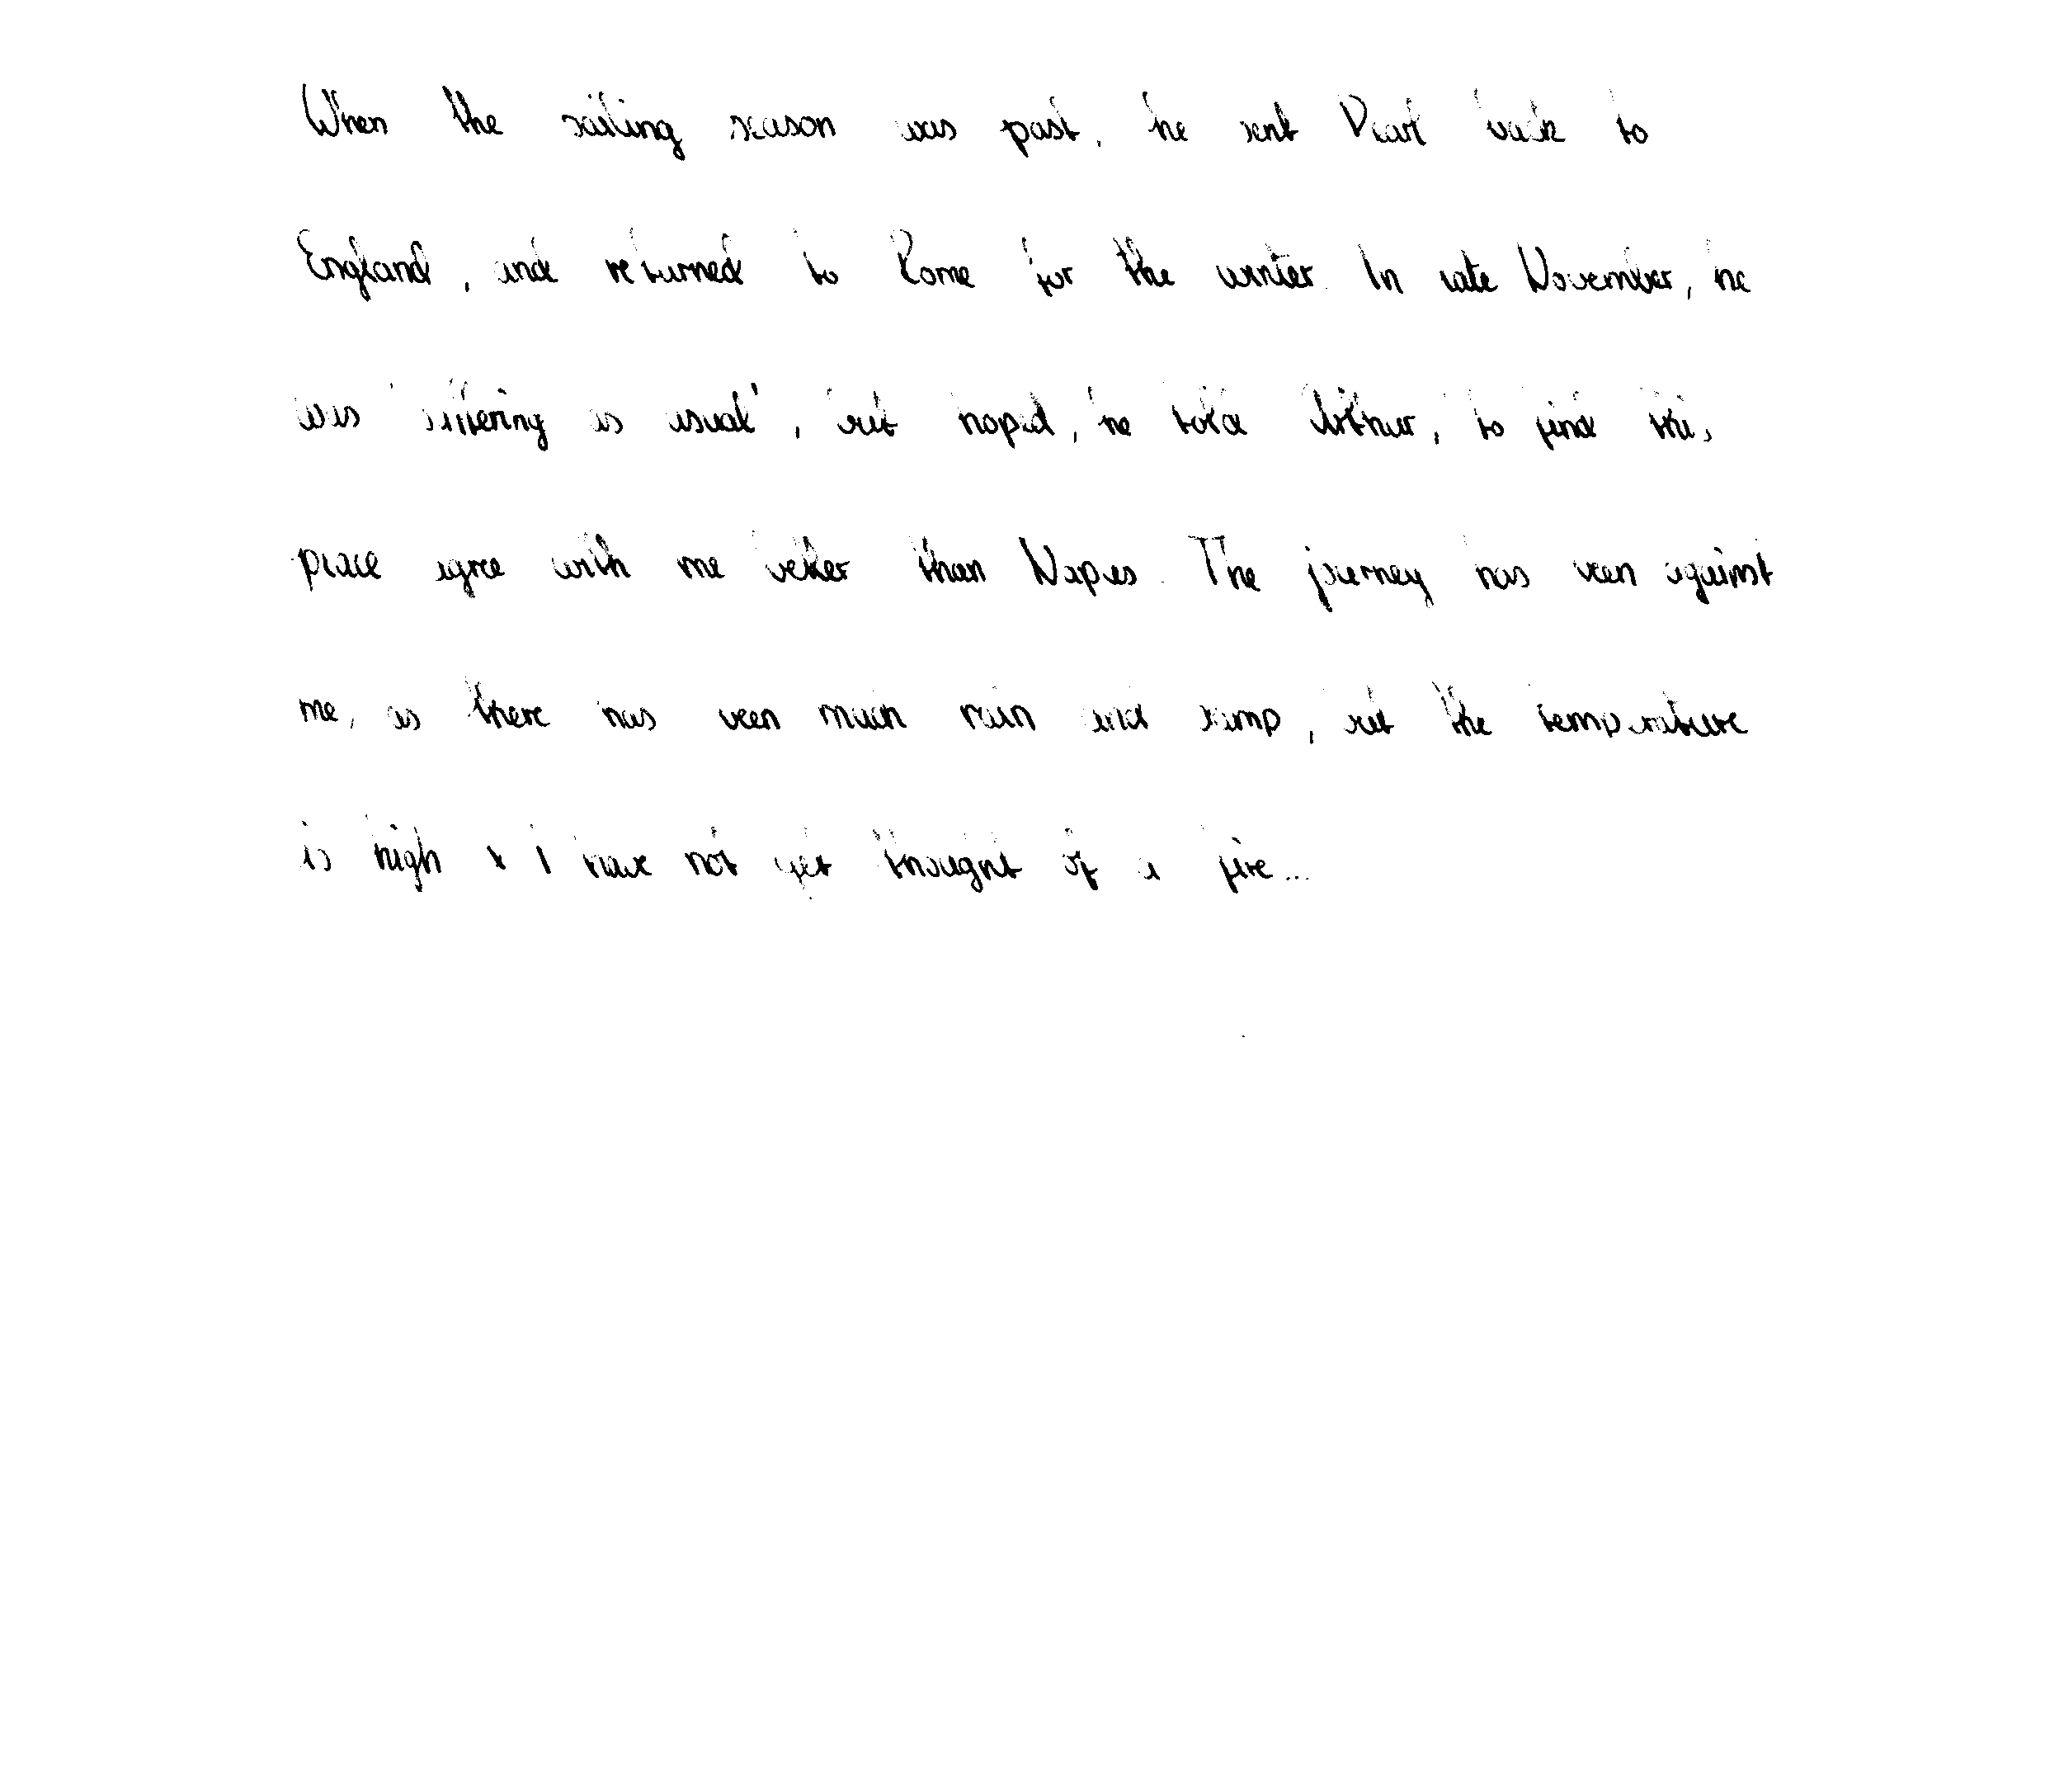 When the sailing season was past, he sent Pearl back to
England, and returned to Rome for the winter. In late November, he
was 'suffering as usual', but hoped, he told Arthur, 'to find this
place agree with me better than Naples. The journey has been against
me, as there has been much rain and damp, but the temperature
is high & I have not yet thought of a fire...